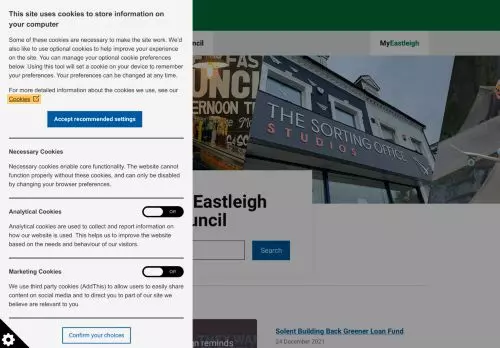 This site uses cookies to store information on
your computer
Some of these cookies are necessary to make the site work. We'd
also like to use optional cookies to help improve your experience
on the site. You can manage your optional cookie preferences
below. Using this tool will set a cookie on your device to remember
your preferences. Your preferences can be changed at any time.
For more detailed information about the cookies we use, see our
Cookies
Accept recommended settings
Necessary Cookies
Necessary cookies enable core functionality. The website cannot
function properly without these cookies, and can only be disabled
by changing your browser preferences.
Analytical Cookies
Off
Analytical cookies are used to collect and report information on
how our website is used. This helps us to improve the website
based on the needs and behaviour of our visitors.
Marketing Cookies
Off
We use third party cookies (AddThis) to allow users to easily share
content on social media and to direct you to part of our site we
believe are relevant to you.
Confirm your choices
uncil
MyEastleigh
FAS
UNCH
TERNOON T
THE SORTING OFFICE
STUDIOS
Eastleigh
uncil
Search
n reminds
Solent Building Back Greener Loan Fund
24 December 2021